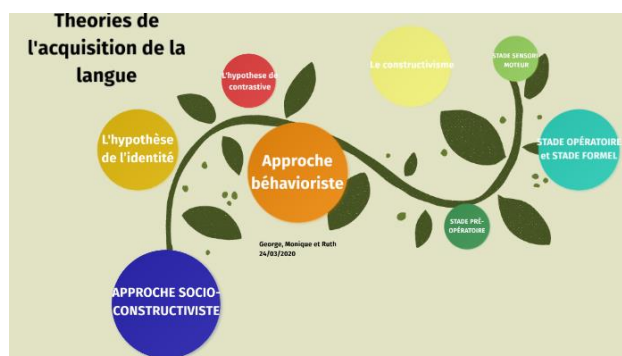 Theories de
l'acquisition de la
langue
L'hypothese de
contrastive
Le constructivisme
STADE SENSORI-
MOTEUR
L'hypothèse
de l'identité
Approche
béhavioriste
STADE OPÉRATOIRE
et STADE FORMEL
STADE PRÉ-
OPÉRATOIRE
George, Monique et Ruth
24/03/2020
APPROCHE SOCIO-
CONSTRUCTIVISTE